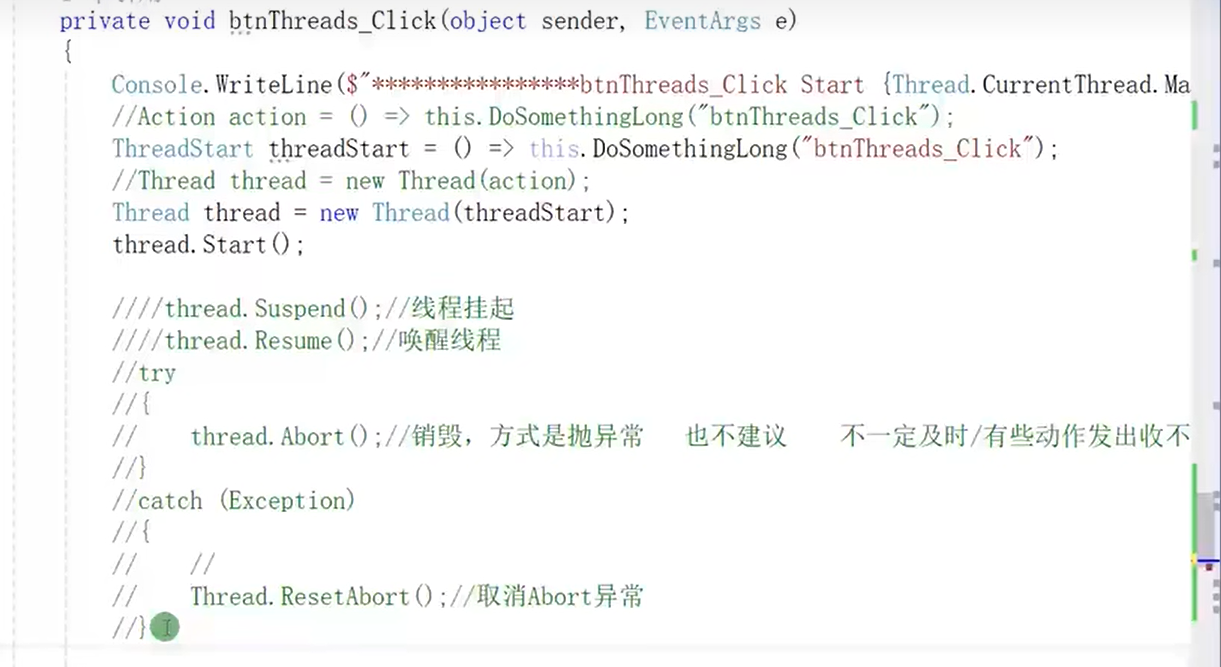 private void btnThreads_Click(object sender, EventArgs e)
{
Console.WriteLine($"****************btnThreads_Click Start {Thread.CurrentThread.Ma
//Action action = () => this.DoSomethingLong("btnThreads_Click");
ThreadStart threadStart = () => this.DoSomethingLong("btnThreads_Click");
//Thread thread = new Thread(action);
Thread thread = new Thread(threadStart);
thread.Start();
////thread.Suspend();//线程挂起
////thread.Resume();//唤醒线程
//try
//{
// thread.Abort();//销毁，方式是抛异常 也不建议 不一定及时/有些动作发出收不
//}
//catch (Exception)
//{
// //
// Thread.ResetAbort();//取消Abort异常
//}